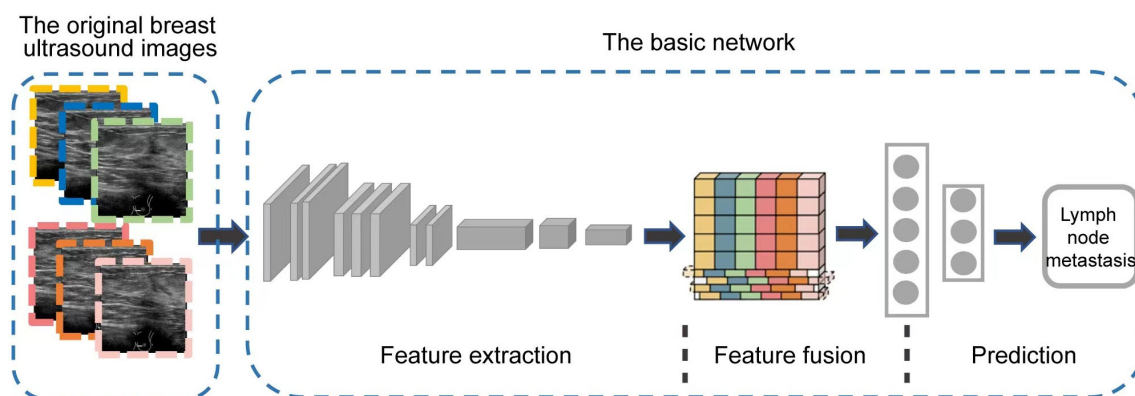 The original breast
ultrasound images
The basic network
Lymph
node
metastasis
Feature extraction
Feature fusion
Prediction